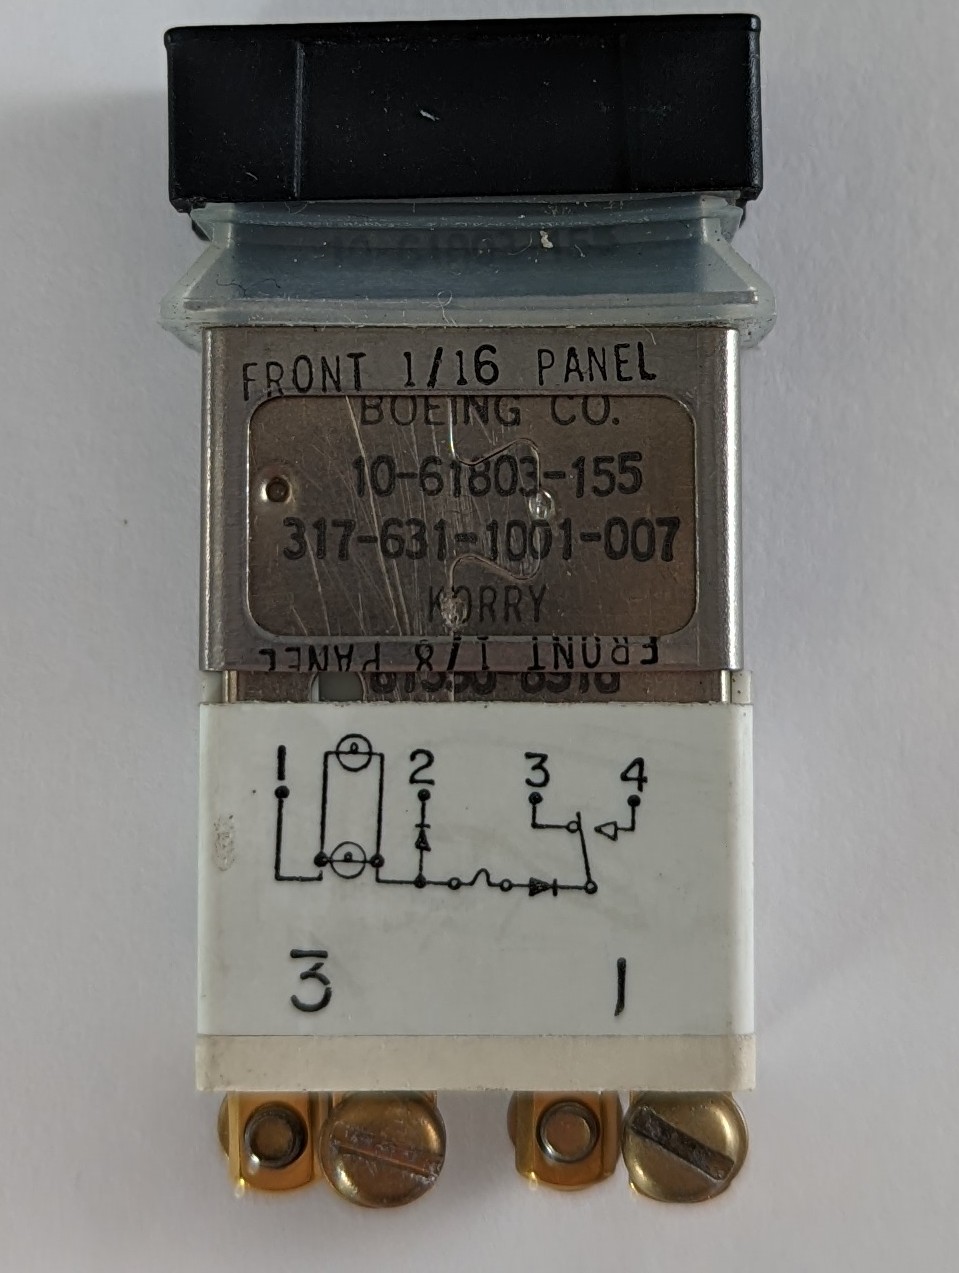 FRONT 1/16 PANEL
BOEING CO.
10-61803-155
317-631-1001-007
KORRY
FRONT 1/8 PANEL
1 2 3 4
3 1